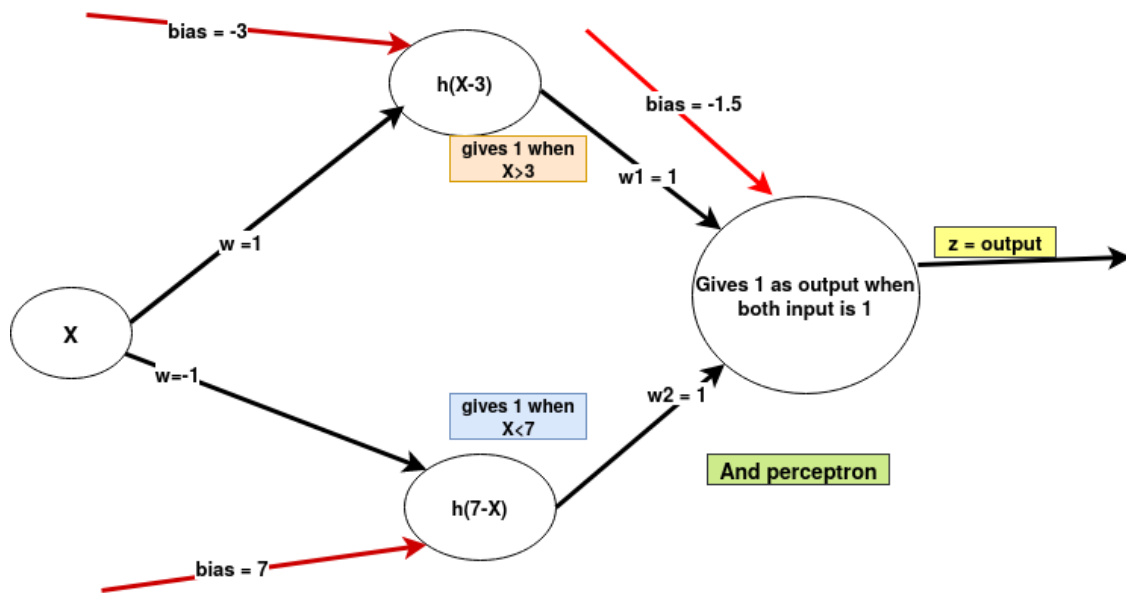 bias = -3
h(X-3)
bias = -1.5
gives 1 when
X>3
w1 = 1
w =1
z = output
Gives 1 as output when
both input is 1
X
w=-1
gives 1 when
X<7
w2 = 1
And perceptron
h(7-X)
bias = 7